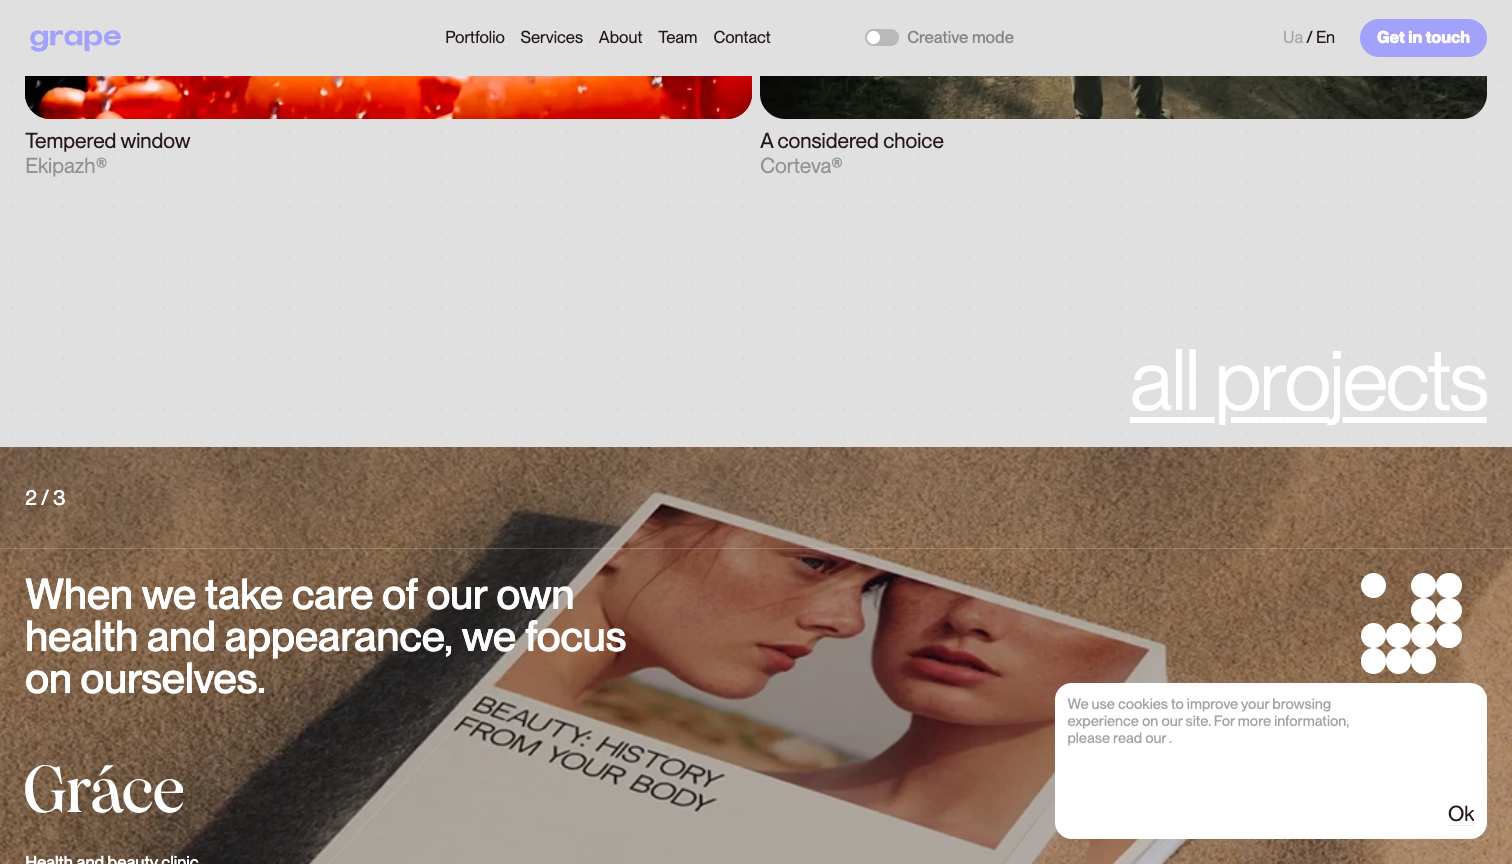 grape
Portfolio Services About Team Contact
Creative mode
Ua / En
Get in touch
Tempered window
Ekipazh®
A considered choice
Corteva®
all projects
2 / 3
When we take care of our own
health and appearance, we focus
on ourselves.
BEAUTY: HISTORY
FROM YOUR BODY
Gráce
Health and beauty clinic
We use cookies to improve your browsing
experience on our site. For more information,
please read our .
Ok